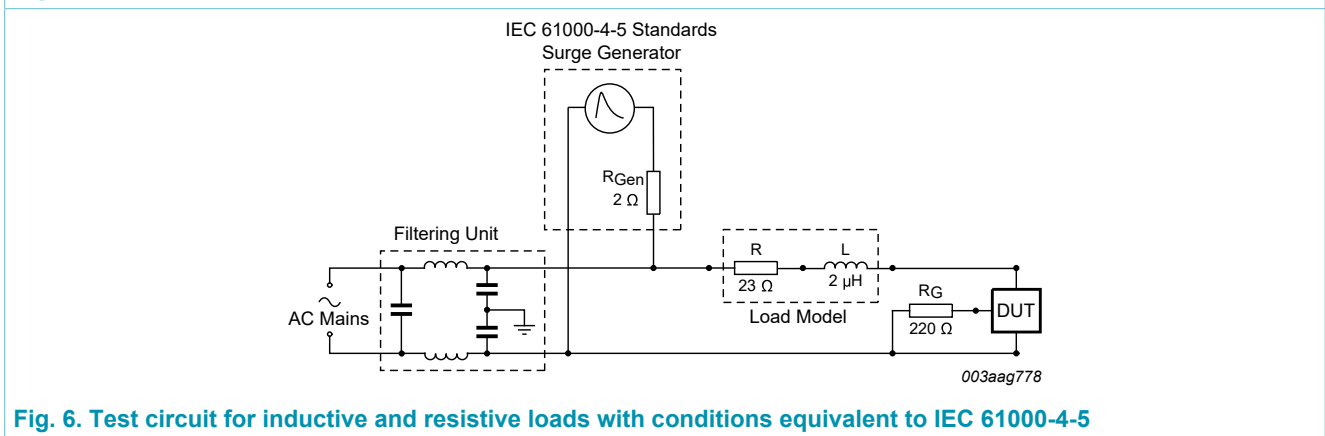 IEC 61000-4-5 Standards
Surge Generator
RGen
2 Ω
Filtering Unit
R
L
23 Ω
2 μH
Load Model
RG
220 Ω
DUT
AC Mains
003aag778
Fig. 6. Test circuit for inductive and resistive loads with conditions equivalent to IEC 61000-4-5